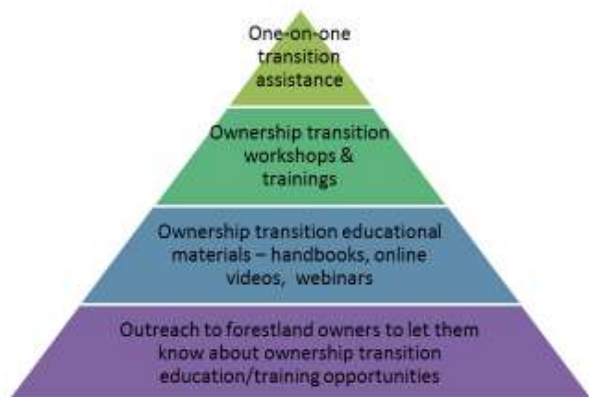 One-on-one
transition
assistance
Ownership transition
workshops &
trainings
Ownership transition educational
materials – handbooks, online
videos, webinars
Outreach to forestland owners to let them
know about ownership transition
education/training opportunities